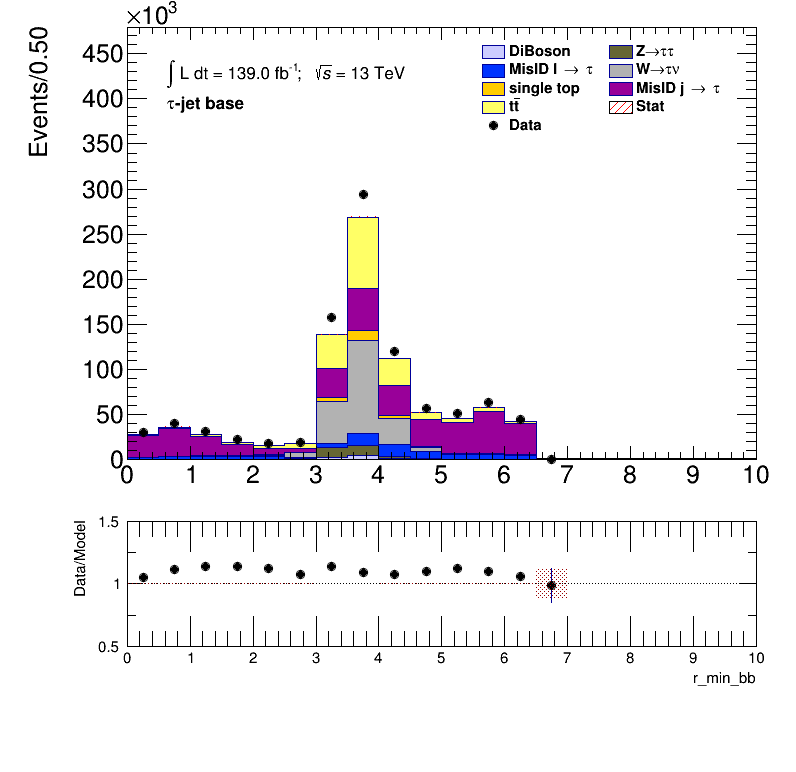 ×10³
Events/0.50
450
400
350
300
250
200
150
100
50
0
∫ L dt = 139.0 fb⁻¹; √s = 13 TeV
τ-jet base
DiBoson
Z→ττ
MisID l → τ
W→τν
single top
MisID j → τ
tt̄
Stat
Data
0 1 2 3 4 5 6 7 8 9 10
Data/Model
1.5
1
0.5
0 1 2 3 4 5 6 7 8 9 10
r_min_bb